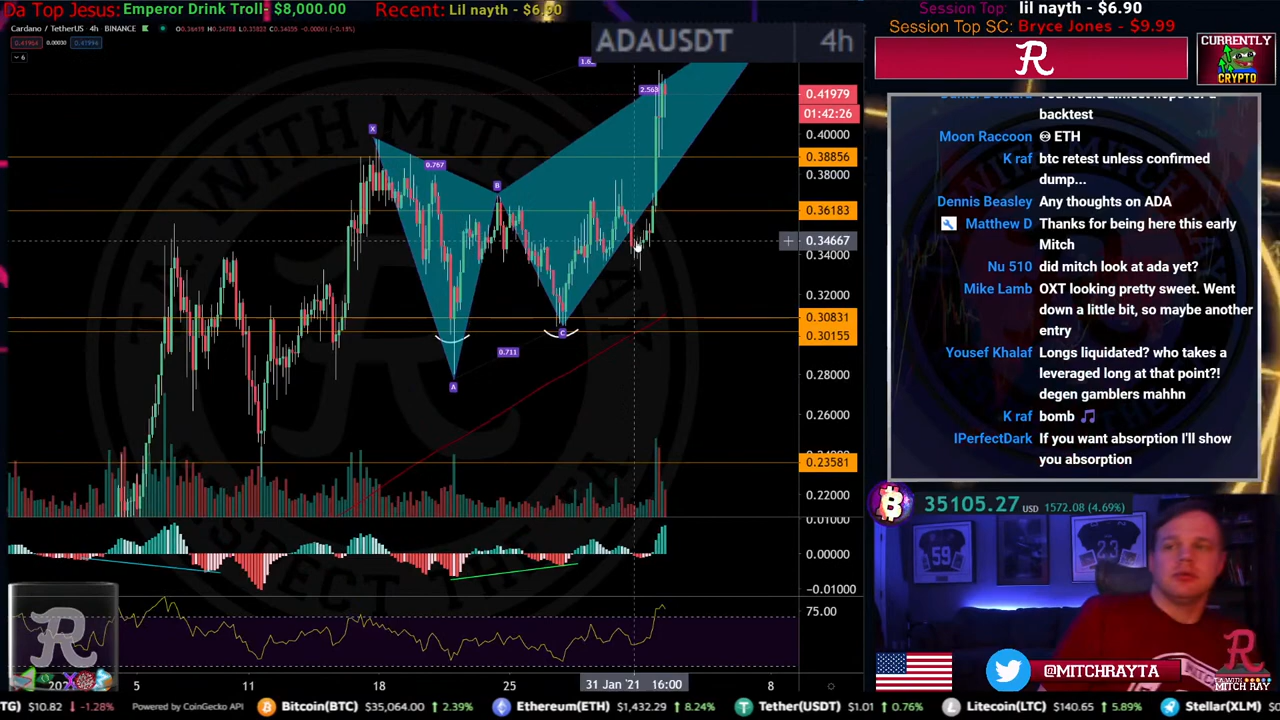 Da Top Jesus: Emperor Drink Troll- $8,000.00
Recent: Lil nayth - $6.90
Session Top: lil nayth - $6.90
Session Top SC: Bryce Jones - $9.99
Cardano / TetherUS 4h BINANCE
ADAUSDT 4h
R
CURRENTLY
CRYPTO
2.563
X
0.767
B
C
0.711
A
0.41979
01:42:26
0.40000
0.38856
0.38000
0.36183
0.34667
0.34000
0.32000
0.30831
0.30155
0.28000
0.26000
0.23581
0.22000
0.01000
0.00000
-0.01000
75.00
5
11
18
25
31 Jan '21 16:00
8
backtest
Moon Raccoon ♾ ETH
K raf btc retest unless confirmed
dump...
Dennis Beasley Any thoughts on ADA
Matthew D Thanks for being here this early
Mitch
Nu 510 did mitch look at ada yet?
Mike Lamb OXT looking pretty sweet. Went
down a little bit, so maybe another
entry
Yousef Khalaf Longs liquidated? who takes a
leveraged long at that point?!
degen gamblers mahhn
K raf bomb 🎵
IPerfectDark If you want absorption I'll show
you absorption
35105.27 USD 1572.08 (4.69%)
59
23
@MITCHRAYTA
R
TA WITH
MITCH RAY
TG) $10.82 -1.28%
Powered by CoinGecko API
Bitcoin(BTC) $35,064.00 2.39%
Ethereum(ETH) $1,432.29 8.24%
Tether(USDT) $1.01 0.76%
Litecoin(LTC) $140.65 5.89%
Stellar(XLM)